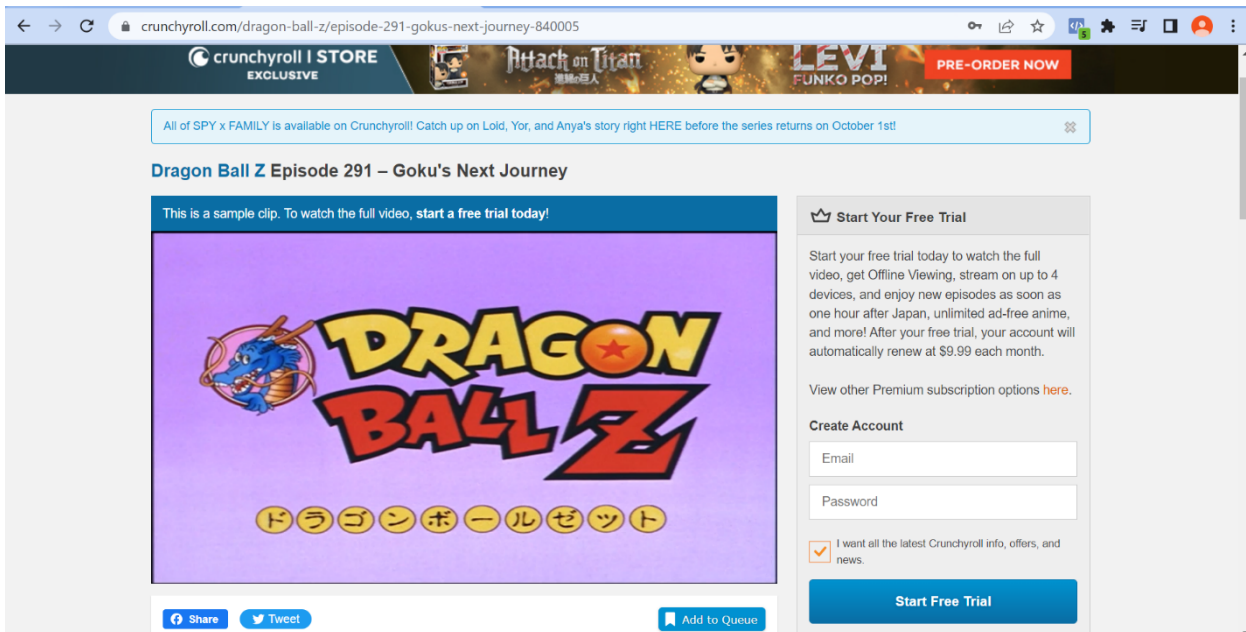 crunchyroll.com/dragon-ball-z/episode-291-gokus-next-journey-840005
5
crunchyroll | STORE
EXCLUSIVE
Attack on Titan
進撃の巨人
LEVI
FUNKO POP!
PRE-ORDER NOW
All of SPY x FAMILY is available on Crunchyroll! Catch up on Loid, Yor, and Anya's story right HERE before the series returns on October 1st!
Dragon Ball Z Episode 291 – Goku's Next Journey
This is a sample clip. To watch the full video, start a free trial today!
DRAGON
BALL Z
ドラゴンボールゼット
Share
Tweet
Add to Queue
Start Your Free Trial
Start your free trial today to watch the full
video, get Offline Viewing, stream on up to 4
devices, and enjoy new episodes as soon as
one hour after Japan, unlimited ad-free anime,
and more! After your free trial, your account will
automatically renew at $9.99 each month.
View other Premium subscription options here.
Create Account
Email
Password
I want all the latest Crunchyroll info, offers, and
news.
Start Free Trial